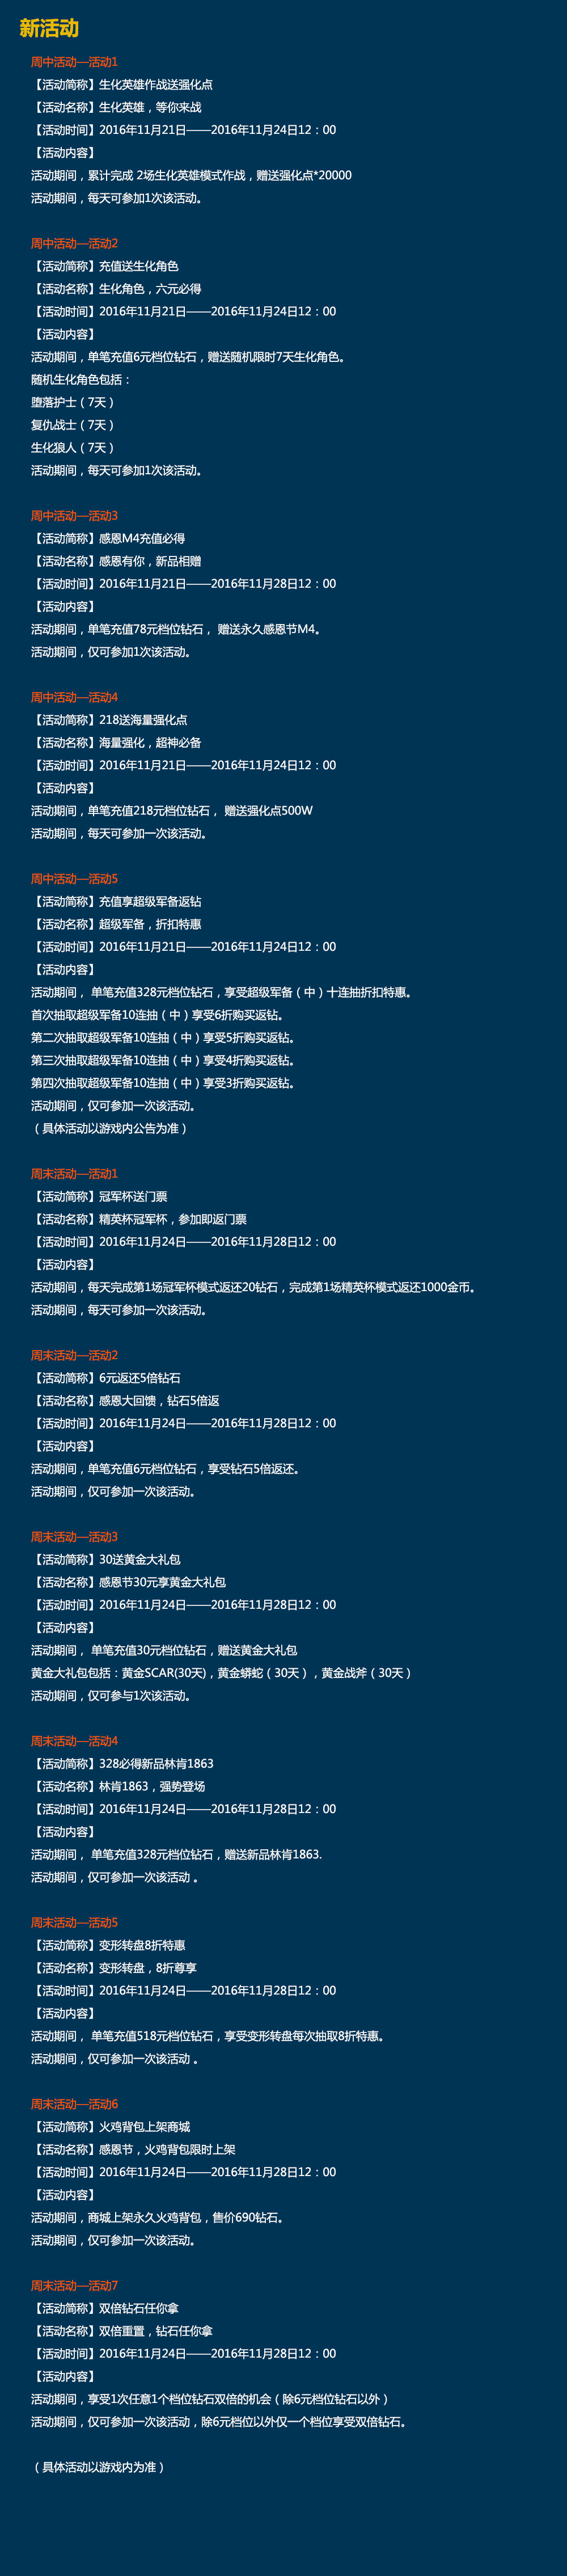 新活动
周中活动—活动1
【活动简称】生化英雄作战送强化点
【活动名称】生化英雄，等你来战
【活动时间】2016年11月21日——2016年11月24日12：00
【活动内容】
活动期间，累计完成 2场生化英雄模式作战，赠送强化点*20000
活动期间，每天可参加1次该活动。
周中活动—活动2
【活动简称】充值送生化角色
【活动名称】生化角色，六元必得
【活动时间】2016年11月21日——2016年11月24日12：00
【活动内容】
活动期间，单笔充值6元档位钻石，赠送随机限时7天生化角色。
随机生化角色包括：
堕落护士（7天）
复仇战士（7天）
生化狼人（7天）
活动期间，每天可参加1次该活动。
周中活动—活动3
【活动简称】感恩M4充值必得
【活动名称】感恩有你，新品相赠
【活动时间】2016年11月21日——2016年11月28日12：00
【活动内容】
活动期间，单笔充值78元档位钻石， 赠送永久感恩节M4。
活动期间，仅可参加1次该活动。
周中活动—活动4
【活动简称】218送海量强化点
【活动名称】海量强化，超神必备
【活动时间】2016年11月21日——2016年11月24日12：00
【活动内容】
活动期间，单笔充值218元档位钻石， 赠送强化点500W
活动期间，每天可参加一次该活动。
周中活动—活动5
【活动简称】充值享超级军备返钻
【活动名称】超级军备，折扣特惠
【活动时间】2016年11月21日——2016年11月24日12：00
【活动内容】
活动期间， 单笔充值328元档位钻石，享受超级军备（中）十连抽折扣特惠。
首次抽取超级军备10连抽（中）享受6折购买返钻。
第二次抽取超级军备10连抽（中）享受5折购买返钻。
第三次抽取超级军备10连抽（中）享受4折购买返钻。
第四次抽取超级军备10连抽（中）享受3折购买返钻。
活动期间，仅可参加一次该活动。
（具体活动以游戏内公告为准）
周末活动—活动1
【活动简称】冠军杯送门票
【活动名称】精英杯冠军杯，参加即返门票
【活动时间】2016年11月24日——2016年11月28日12：00
【活动内容】
活动期间，每天完成第1场冠军杯模式返还20钻石，完成第1场精英杯模式返还1000金币。
活动期间，每天可参加一次该活动。
周末活动—活动2
【活动简称】6元返还5倍钻石
【活动名称】感恩大回馈，钻石5倍返
【活动时间】2016年11月24日——2016年11月28日12：00
【活动内容】
活动期间，单笔充值6元档位钻石，享受钻石5倍返还。
活动期间，仅可参加一次该活动。
周末活动—活动3
【活动简称】30送黄金大礼包
【活动名称】感恩节30元享黄金大礼包
【活动时间】2016年11月24日——2016年11月28日12：00
【活动内容】
活动期间， 单笔充值30元档位钻石，赠送黄金大礼包
黄金大礼包包括：黄金SCAR(30天)，黄金蟒蛇（30天），黄金战斧（30天）
活动期间，仅可参与1次该活动。
周末活动—活动4
【活动简称】328必得新品林肯1863
【活动名称】林肯1863，强势登场
【活动时间】2016年11月24日——2016年11月28日12：00
【活动内容】
活动期间， 单笔充值328元档位钻石，赠送新品林肯1863.
活动期间，仅可参加一次该活动 。
周末活动—活动5
【活动简称】变形转盘8折特惠
【活动名称】变形转盘，8折尊享
【活动时间】2016年11月24日——2016年11月28日12：00
【活动内容】
活动期间， 单笔充值518元档位钻石，享受变形转盘每次抽取8折特惠。
活动期间，仅可参加一次该活动 。
周末活动—活动6
【活动简称】火鸡背包上架商城
【活动名称】感恩节，火鸡背包限时上架
【活动时间】2016年11月24日——2016年11月28日12：00
【活动内容】
活动期间，商城上架永久火鸡背包，售价690钻石。
活动期间，仅可参加一次该活动。
周末活动—活动7
【活动简称】双倍钻石任你拿
【活动名称】双倍重置，钻石任你拿
【活动时间】2016年11月24日——2016年11月28日12：00
【活动内容】
活动期间，享受1次任意1个档位钻石双倍的机会（除6元档位钻石以外）
活动期间，仅可参加一次该活动，除6元档位以外仅一个档位享受双倍钻石。
（具体活动以游戏内为准）